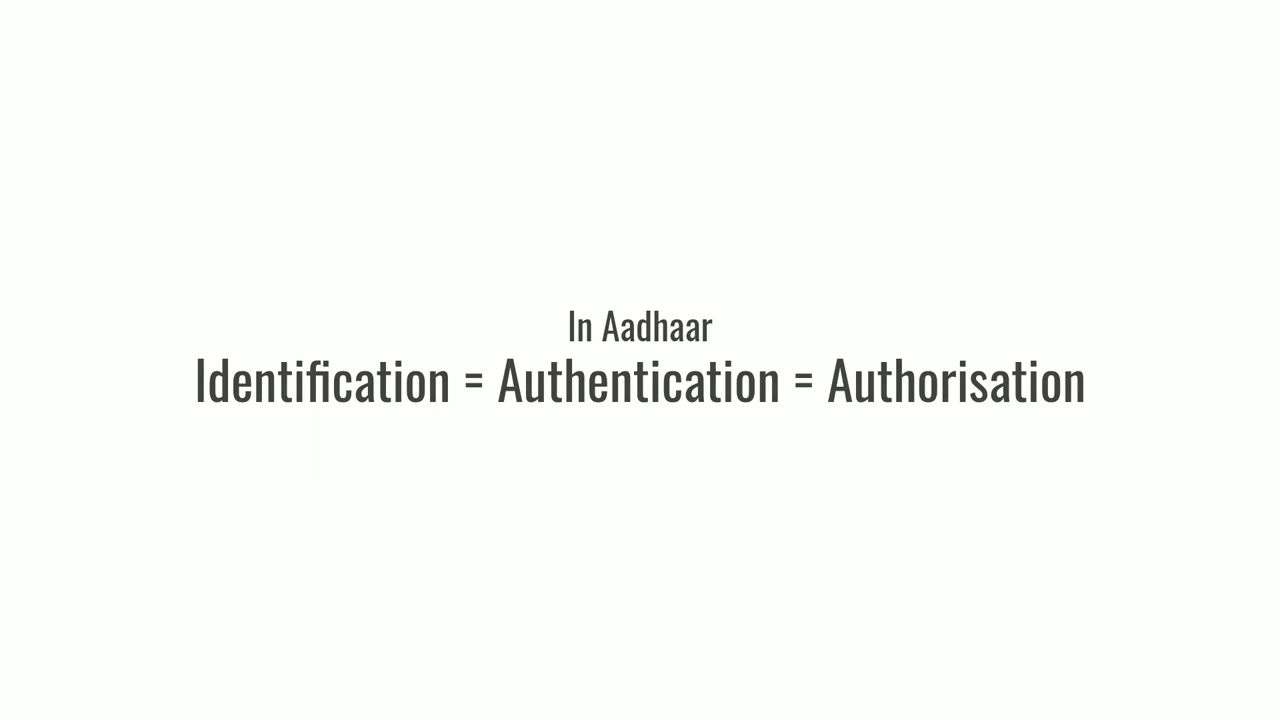 In Aadhaar
Identification = Authentication = Authorisation